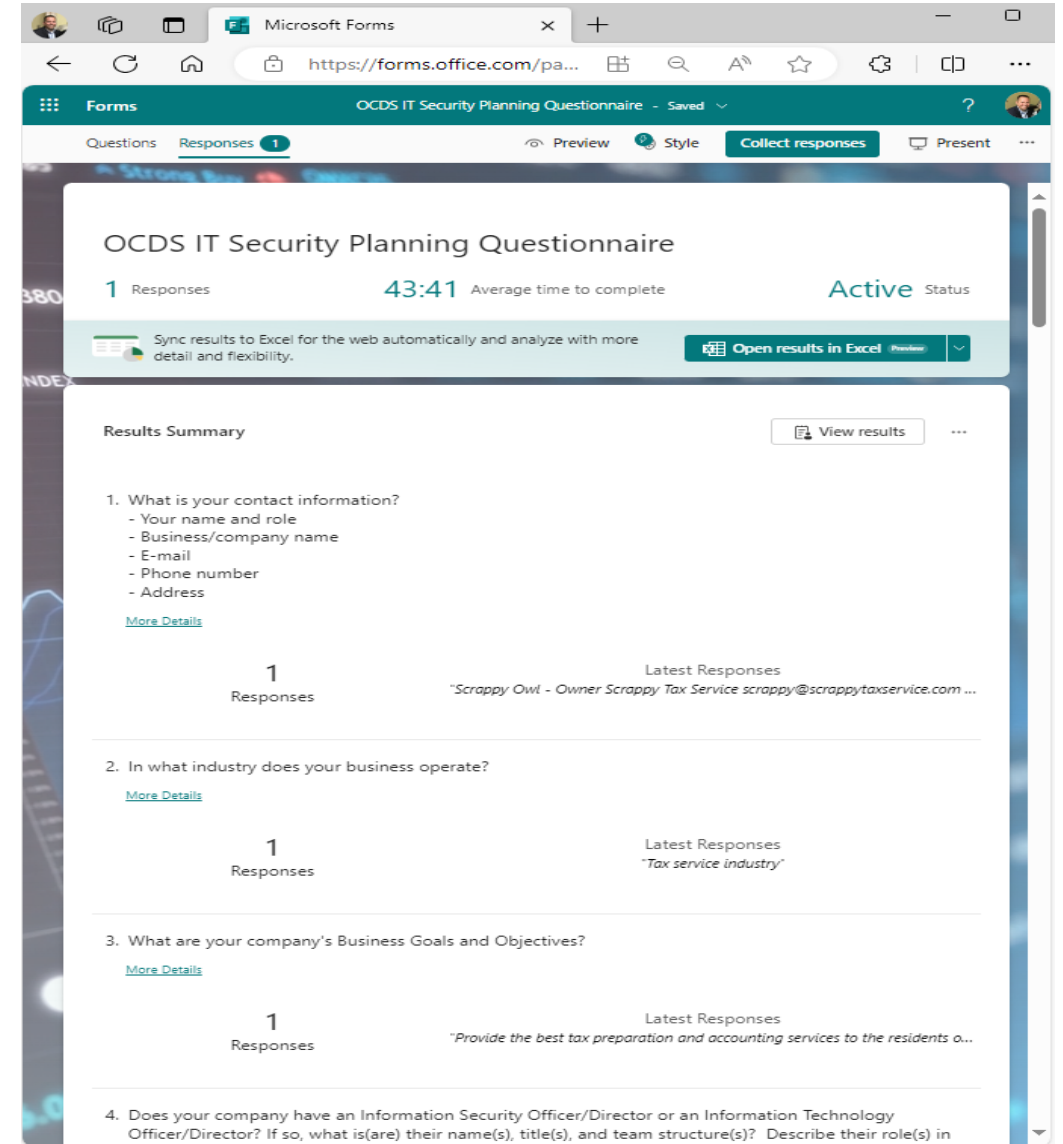 Microsoft Forms
https://forms.office.com/pa...
Forms
OCDS IT Security Planning Questionnaire - Saved
?
Questions
Responses 1
Preview
Style
Collect responses
Present
Strong Buy
OCDS IT Security Planning Questionnaire
1 Responses
43:41 Average time to complete
Active Status
380
Sync results to Excel for the web automatically and analyze with more
detail and flexibility.
Open results in Excel Preview
INDEX
Results Summary
View results
1. What is your contact information?
- Your name and role
- Business/company name
- E-mail
- Phone number
- Address
More Details
1
Responses
Latest Responses
"Scrappy Owl - Owner Scrappy Tax Service scrappy@scrappytaxservice.com ...
2. In what industry does your business operate?
More Details
1
Responses
Latest Responses
"Tax service industry"
3. What are your company's Business Goals and Objectives?
More Details
1
Responses
Latest Responses
"Provide the best tax preparation and accounting services to the residents o...
4. Does your company have an Information Security Officer/Director or an Information Technology
Officer/Director? If so, what is(are) their name(s), title(s), and team structure(s)? Describe their role(s) in